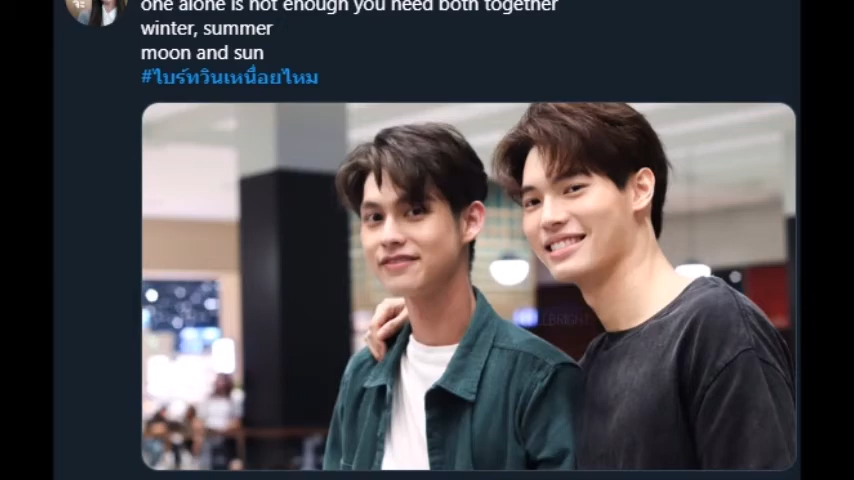 one alone is not enough you need both together
winter, summer
moon and sun
#ไบร์ทวินเหนื่อยไหม